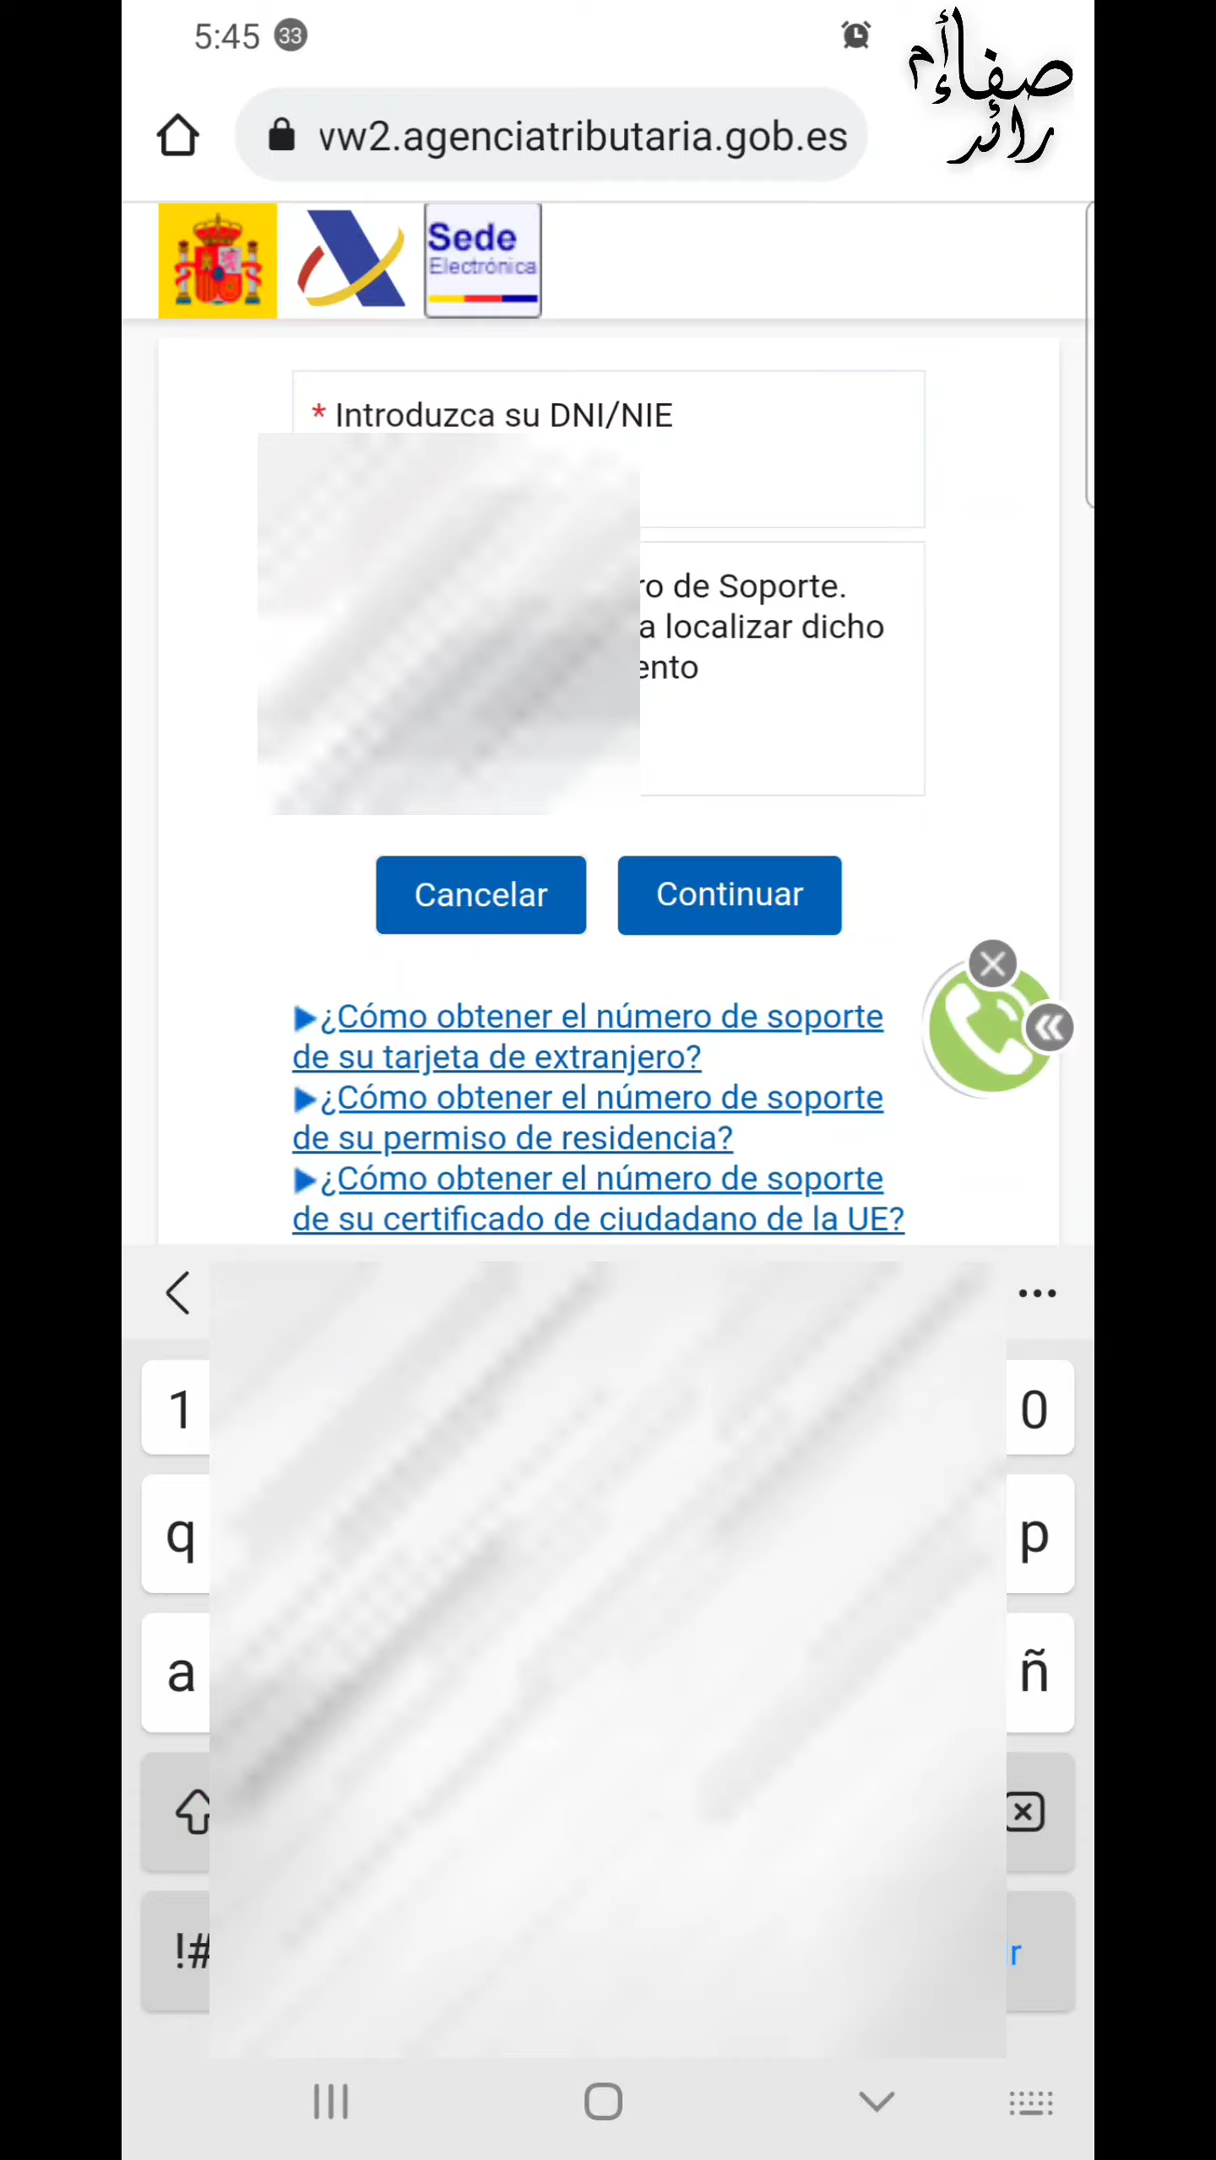 5:45 33
vw2.agenciatributaria.gob.es
صفاء أم
رائد
Sede
Electrónica
* Introduzca su DNI/NIE
o de Soporte.
a localizar dicho
ento
Cancelar Continuar
¿Cómo obtener el número de soporte
de su tarjeta de extranjero?
¿Cómo obtener el número de soporte
de su permiso de residencia?
¿Cómo obtener el número de soporte
de su certificado de ciudadano de la UE?
1 0
q p
a ñ
!# r